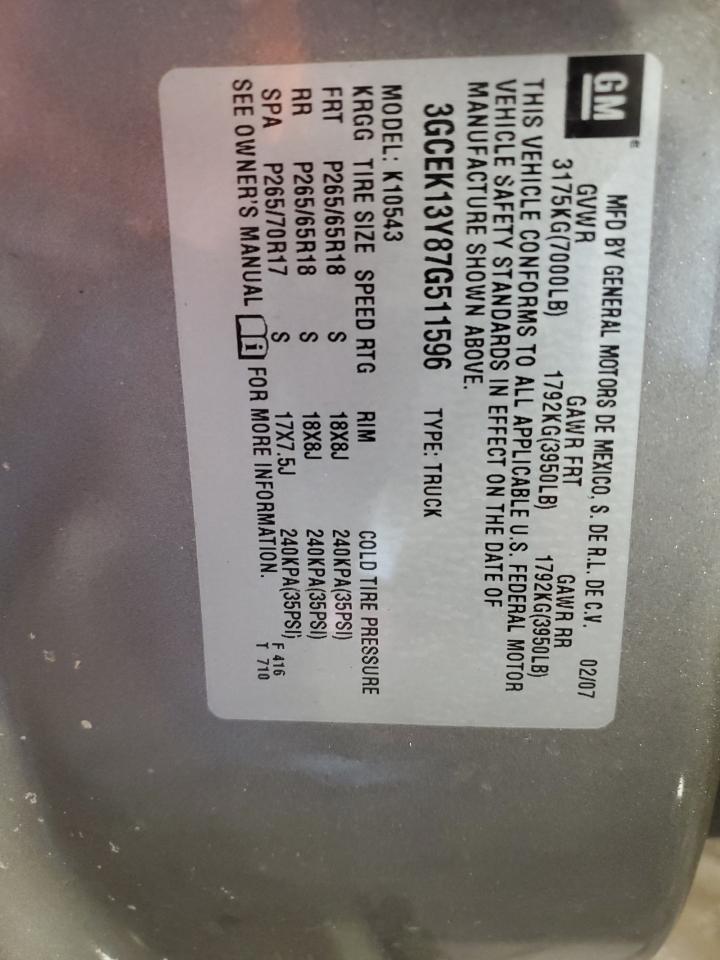 GM
MFD BY GENERAL MOTORS DE MEXICO, S. DE R.L. DE C.V. 02/07
GVWR GAWR FRT GAWR RR
3175KG(7000LB) 1792KG(3950LB) 1792KG(3950LB)
THIS VEHICLE CONFORMS TO ALL APPLICABLE U.S. FEDERAL MOTOR
VEHICLE SAFETY STANDARDS IN EFFECT ON THE DATE OF
MANUFACTURE SHOWN ABOVE.
3GCEK13Y87G511596 TYPE: TRUCK
MODEL: K10543
KRGG TIRE SIZE SPEED RTG RIM COLD TIRE PRESSURE
FRT P265/65R18 S 18X8J 240KPA(35PSI)
RR P265/65R18 S 18X8J 240KPA(35PSI)
SPA P265/70R17 S 17X7.5J 240KPA(35PSI)
SEE OWNER'S MANUAL i FOR MORE INFORMATION.
F 416
T 710